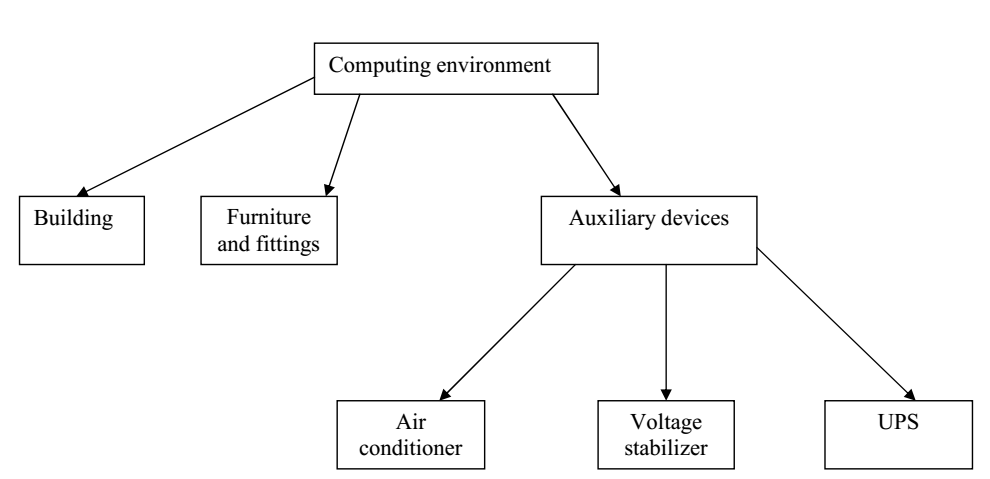 Computing environment
Building
Furniture
and fittings
Auxiliary devices
Air
conditioner
Voltage
stabilizer
UPS